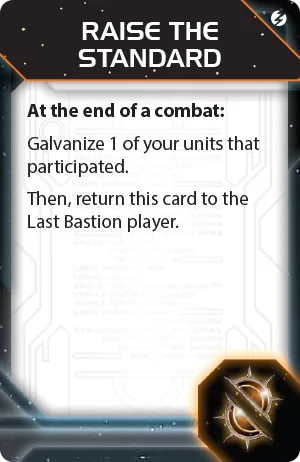 RAISE THE
STANDARD
At the end of a combat:
Galvanize 1 of your units that
participated.
Then, return this card to the
Last Bastion player.